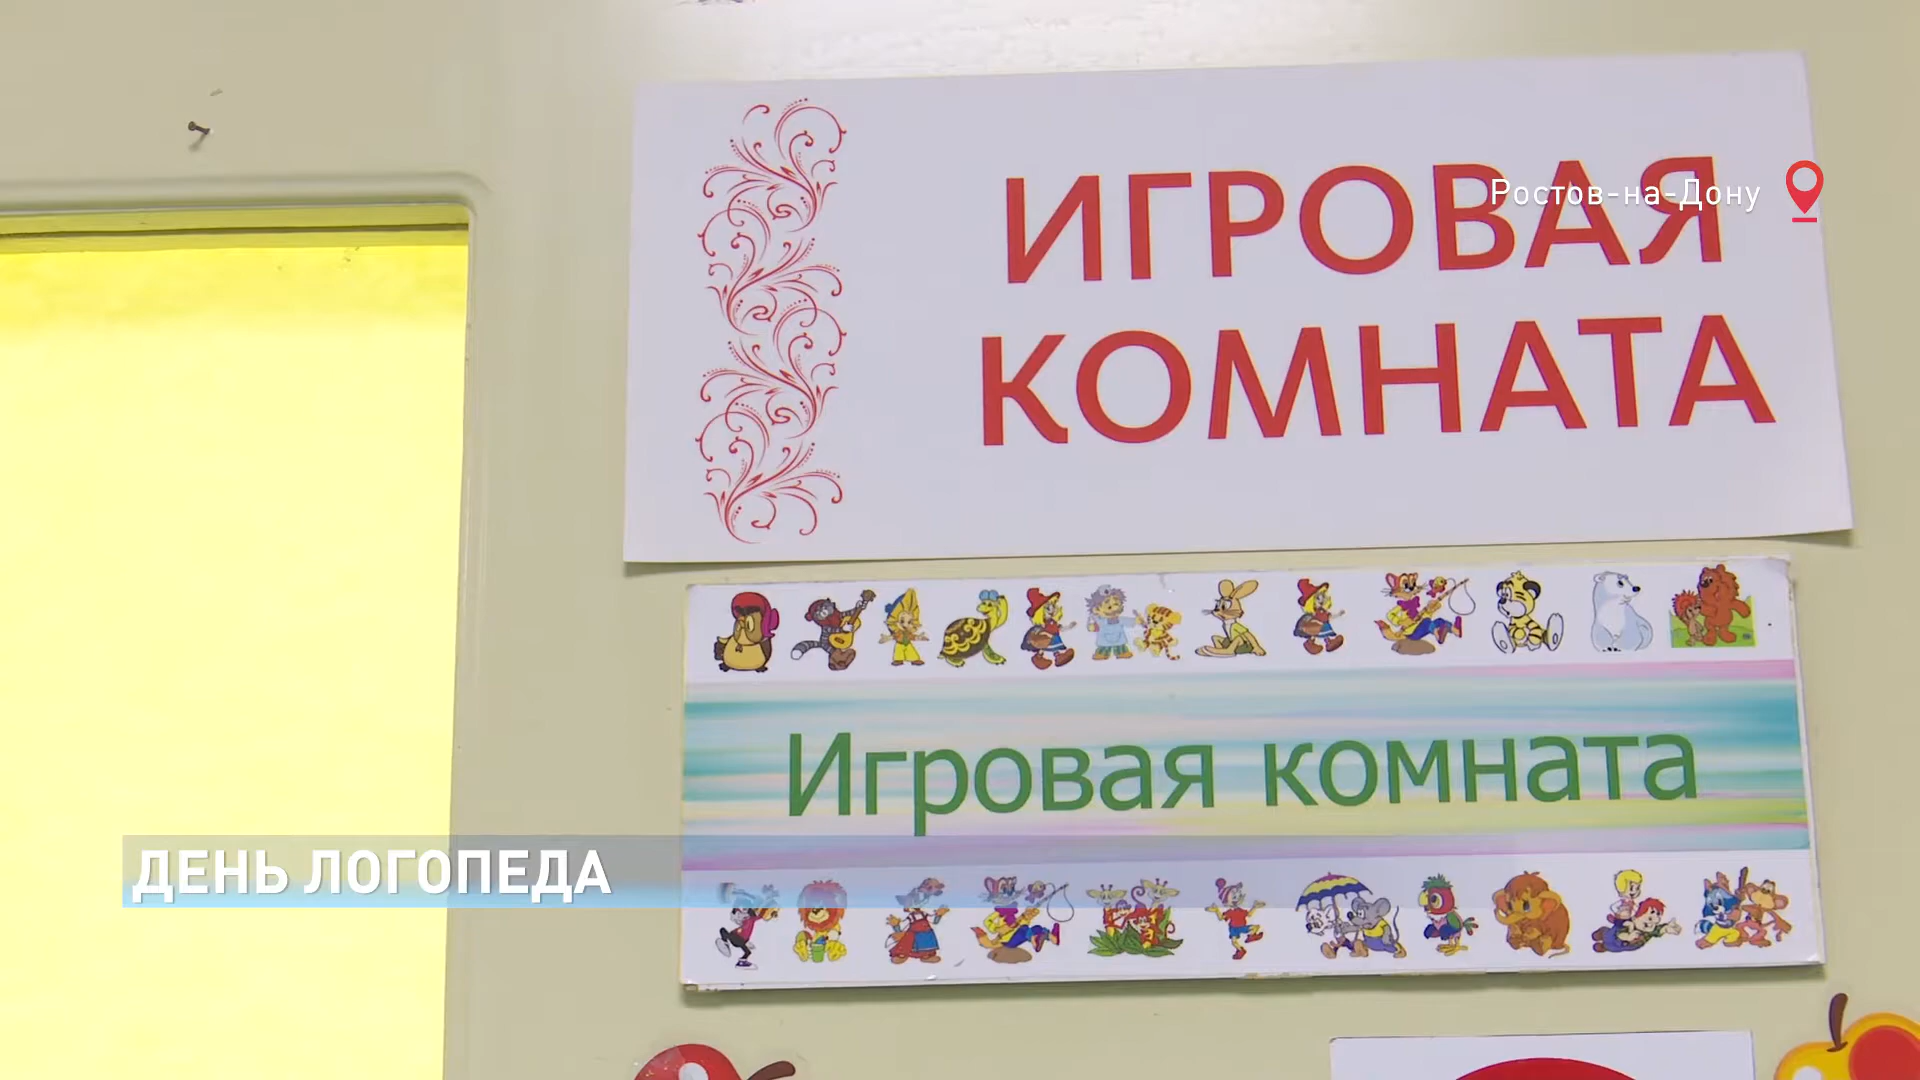 ИГРОВАЯ
Ростов-на-Дону
КОМНАТА
Игровая комната
ДЕНЬ ЛОГОПЕДА